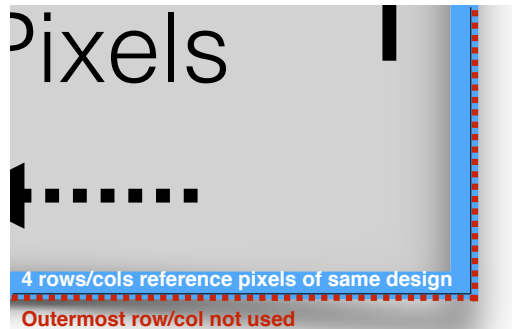 Pixels
4 rows/cols reference pixels of same design
Outermost row/col not used